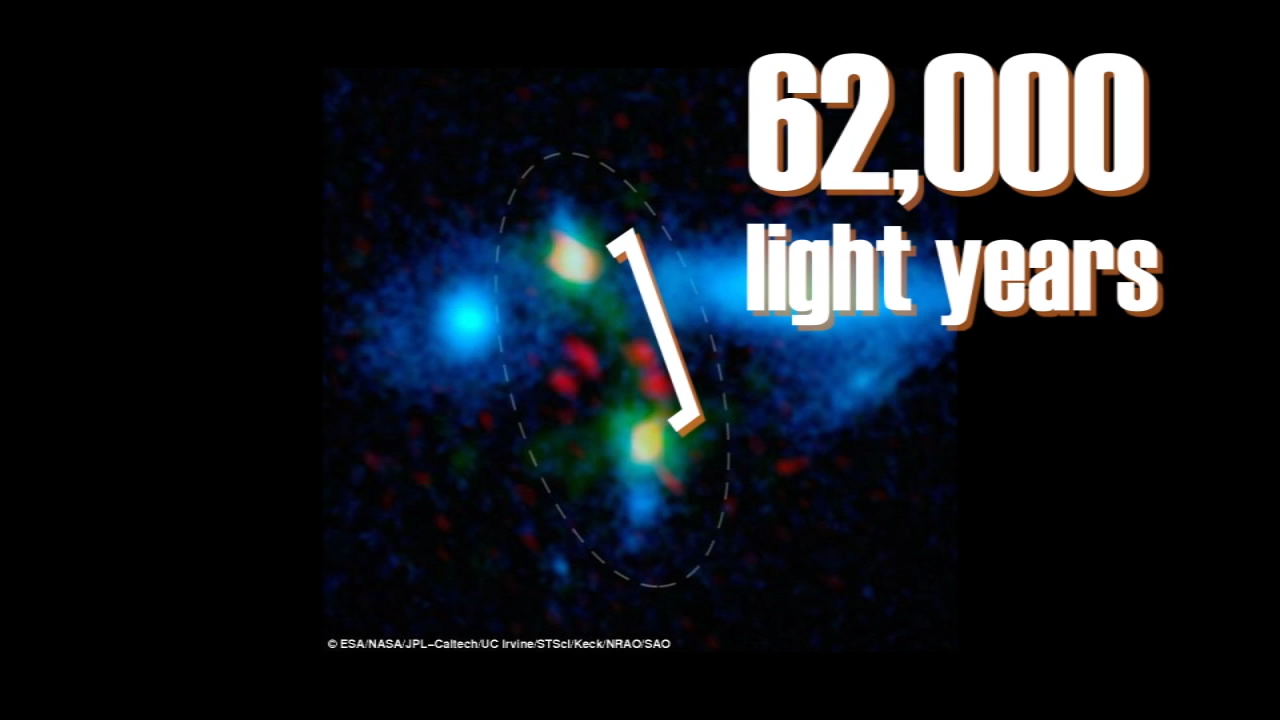 62,000
light years
© ESA/NASA/JPL–Caltech/UC Irvine/STScI/Keck/NRAO/SAO